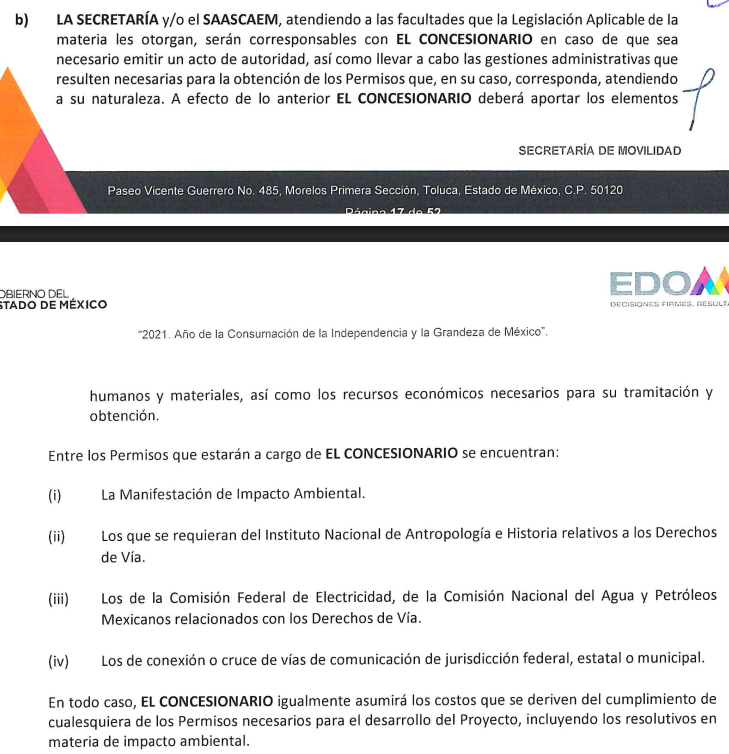 b) LA SECRETARÍA y/o el SAASCAEM, atendiendo a las facultades que la Legislación Aplicable de la
materia les otorgan, serán corresponsables con EL CONCESIONARIO en caso de que sea
necesario emitir un acto de autoridad, así como llevar a cabo las gestiones administrativas que
resulten necesarias para la obtención de los Permisos que, en su caso, corresponda, atendiendo
a su naturaleza. A efecto de lo anterior EL CONCESIONARIO deberá aportar los elementos
SECRETARÍA DE MOVILIDAD
Paseo Vicente Guerrero No. 485, Morelos Primera Sección, Toluca, Estado de México, C.P. 50120
Página 17 de 52
OBIERNO DEL
STADO DE MÉXICO
EDOM
DECISIONES FIRMES, RESULTA
"2021. Año de la Consumación de la Independencia y la Grandeza de México".
humanos y materiales, así como los recursos económicos necesarios para su tramitación y
obtención.
Entre los Permisos que estarán a cargo de EL CONCESIONARIO se encuentran:
(i) La Manifestación de Impacto Ambiental.
(ii) Los que se requieran del Instituto Nacional de Antropología e Historia relativos a los Derechos
de Vía.
(iii) Los de la Comisión Federal de Electricidad, de la Comisión Nacional del Agua y Petróleos
Mexicanos relacionados con los Derechos de Vía.
(iv) Los de conexión o cruce de vías de comunicación de jurisdicción federal, estatal o municipal.
En todo caso, EL CONCESIONARIO igualmente asumirá los costos que se deriven del cumplimiento de
cualesquiera de los Permisos necesarios para el desarrollo del Proyecto, incluyendo los resolutivos en
materia de impacto ambiental.